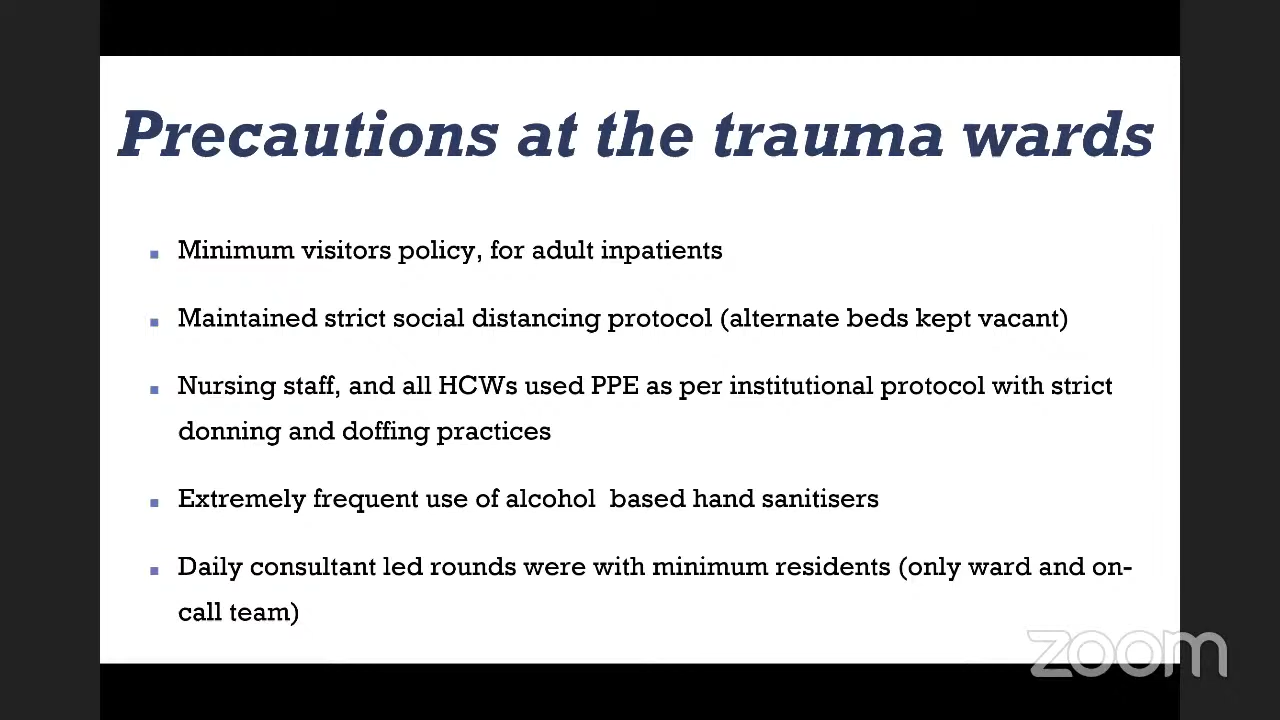 Precautions at the trauma wards
Minimum visitors policy, for adult inpatients
Maintained strict social distancing protocol (alternate beds kept vacant)
Nursing staff, and all HCWs used PPE as per institutional protocol with strict
donning and doffing practices
Extremely frequent use of alcohol  based hand sanitisers
Daily consultant led rounds were with minimum residents (only ward and on-
call team)
zoom